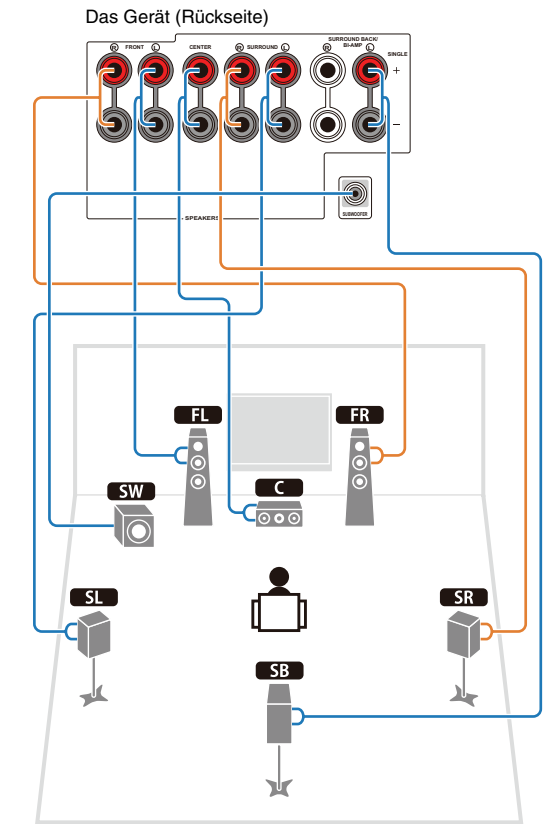 Das Gerät (Rückseite)
SURROUND BACK/
BI-AMP
R FRONT L CENTER R SURROUND L R L SINGLE
+
–
SUBWOOFER
SPEAKERS
FL FR
SW C
SL SR
SB